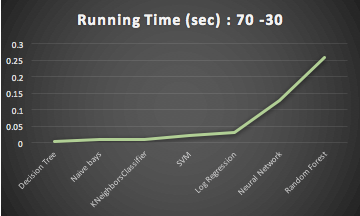 Running Time (sec) : 70 -30
0.3
0.25
0.2
0.15
0.1
0.05
0
Decision Tree
Naive bays
KNeighborsClassifier
SVM
Log Regression
Neural Network
Random Forest